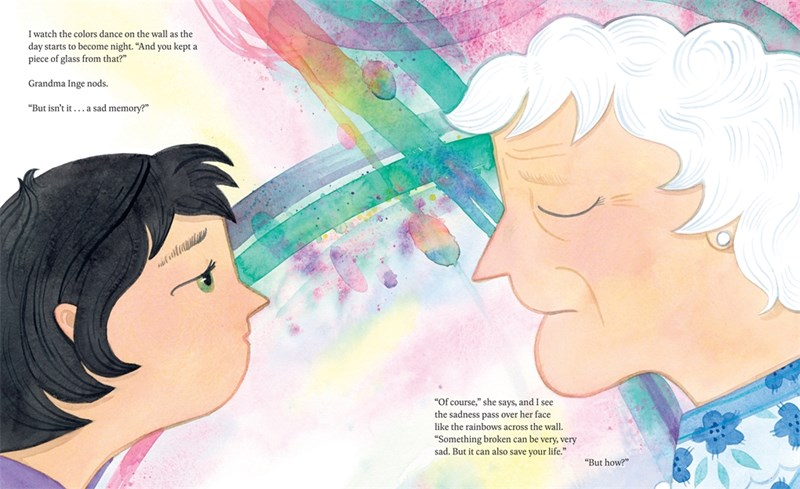 I watch the colors dance on the wall as the
day starts to become night. “And you kept a
piece of glass from that?”
Grandma Inge nods.
“But isn’t it . . . a sad memory?”
“Of course,” she says, and I see
the sadness pass over her face
like the rainbows across the wall.
“Something broken can be very, very
sad. But it can also save your life.”
“But how?”